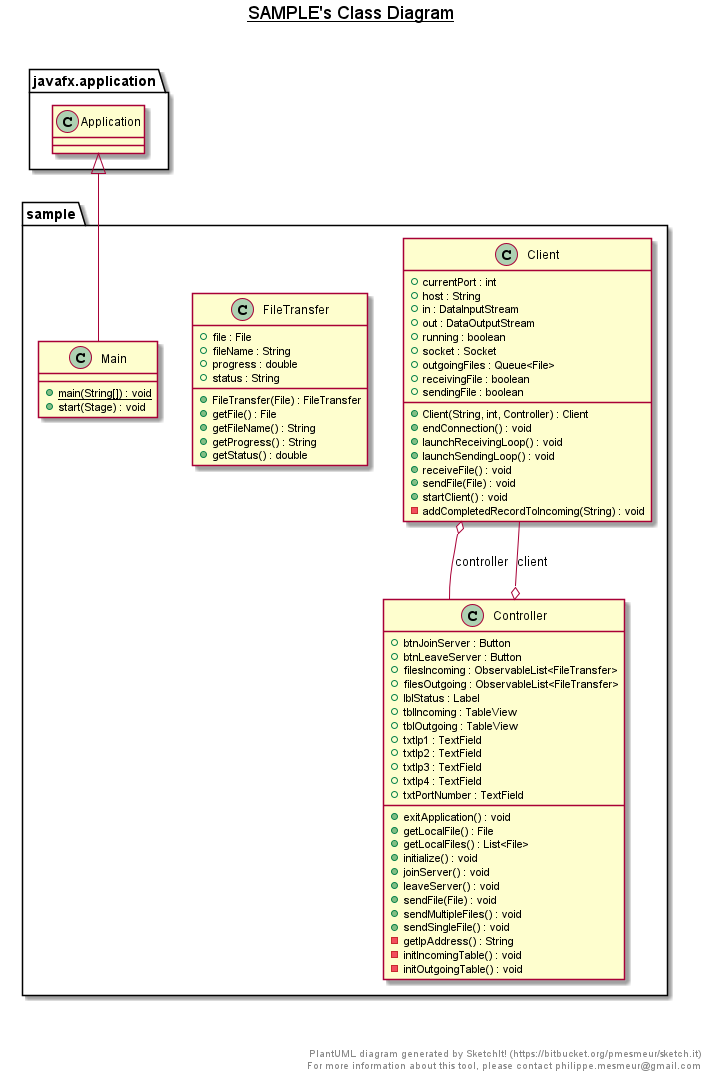 SAMPLE's Class Diagram
javafx.application
C Application
sample
C Client
currentPort : int
host : String
in : DataInputStream
out : DataOutputStream
running : boolean
socket : Socket
outgoingFiles : Queue<File>
receivingFile : boolean
sendingFile : boolean
Client(String, int, Controller) : Client
endConnection() : void
launchReceivingLoop() : void
launchSendingLoop() : void
receiveFile() : void
sendFile(File) : void
startClient() : void
addCompletedRecordToIncoming(String) : void
C FileTransfer
file : File
fileName : String
progress : double
status : String
FileTransfer(File) : FileTransfer
getFile() : File
getFileName() : String
getProgress() : String
getStatus() : double
C Main
main(String[]) : void
start(Stage) : void
controller
client
C Controller
btnJoinServer : Button
btnLeaveServer : Button
filesIncoming : ObservableList<FileTransfer>
filesOutgoing : ObservableList<FileTransfer>
lblStatus : Label
tblIncoming : TableView
tblOutgoing : TableView
txtIp1 : TextField
txtIp2 : TextField
txtIp3 : TextField
txtIp4 : TextField
txtPortNumber : TextField
exitApplication() : void
getLocalFile() : File
getLocalFiles() : List<File>
initialize() : void
joinServer() : void
leaveServer() : void
sendFile(File) : void
sendMultipleFiles() : void
sendSingleFile() : void
getIpAddress() : String
initIncomingTable() : void
initOutgoingTable() : void
PlantUML diagram generated by SketchIt! (https://bitbucket.org/pmesmeur/sketch.it)
For more information about this tool, please contact philippe.mesmeur@gmail.com